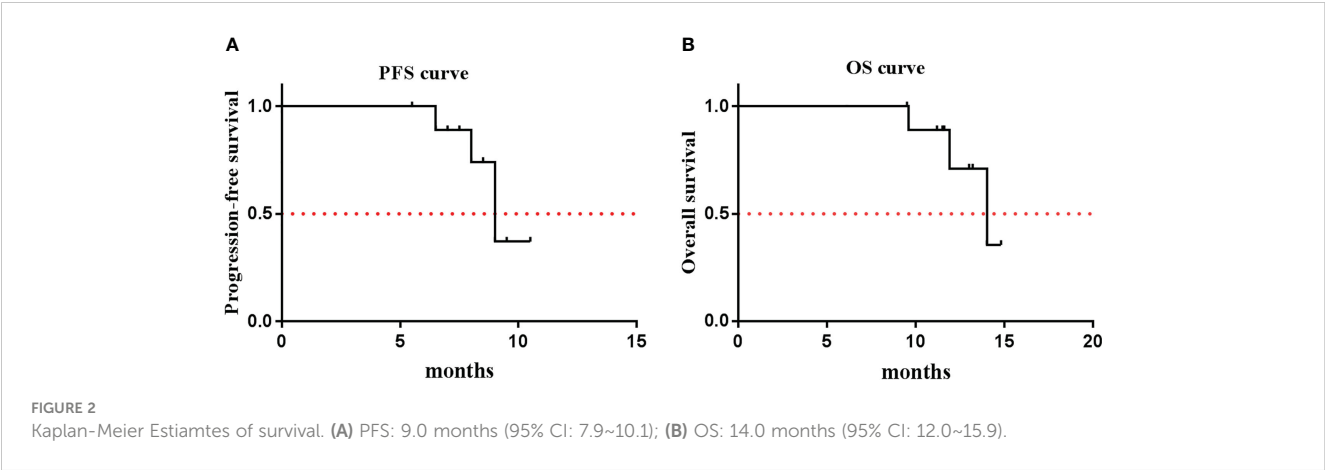 A
PFS curve
Progression-free survival
1.0
0.5
0.0
0 5 10 15
months
B
OS curve
Overall survival
1.0
0.5
0.0
0 5 10 15 20
months
FIGURE 2
Kaplan-Meier Estiamtes of survival. (A) PFS: 9.0 months (95% CI: 7.9~10.1); (B) OS: 14.0 months (95% CI: 12.0~15.9).